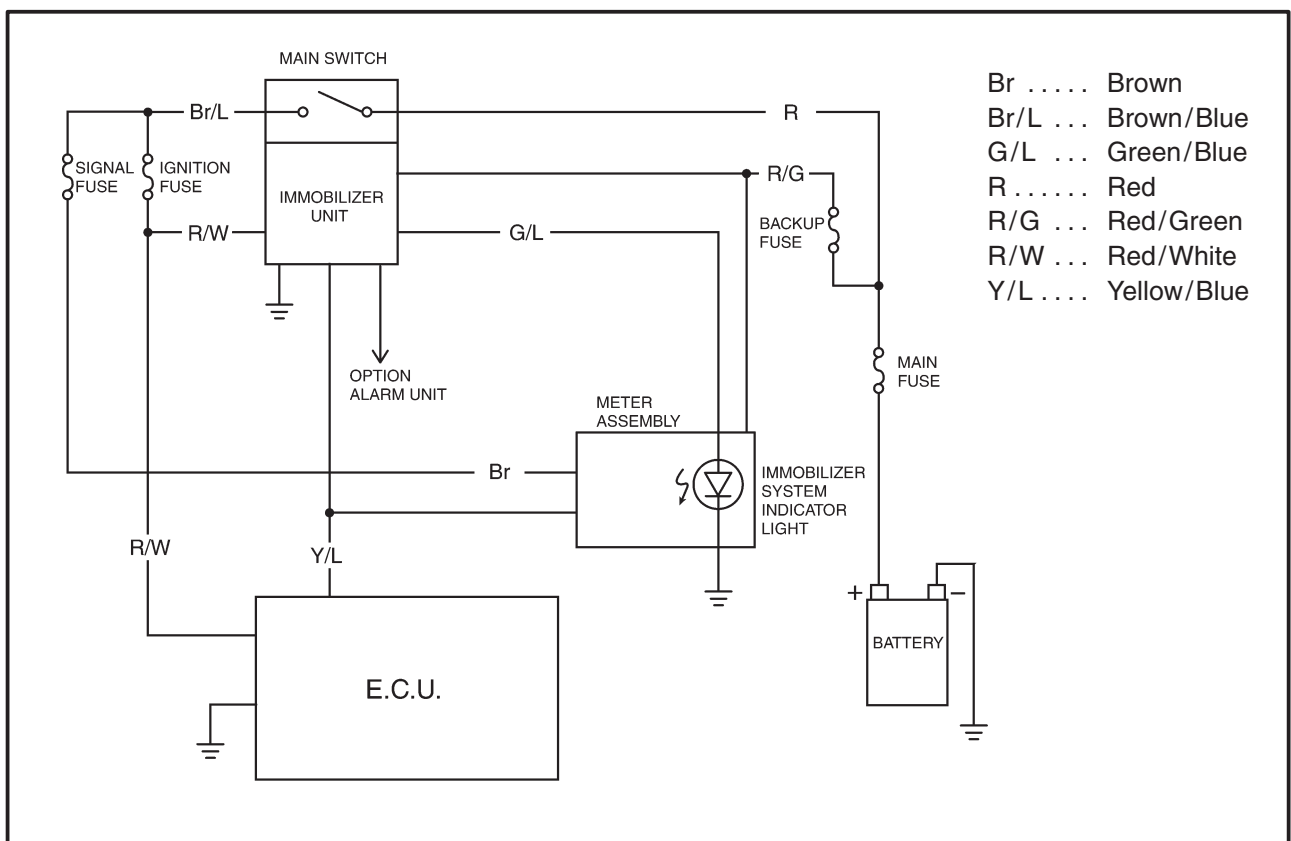 MAIN SWITCH
Br/L
R
SIGNAL
FUSE
IGNITION
FUSE
IMMOBILIZER
UNIT
R/G
R/W
G/L
BACKUP
FUSE
OPTION
ALARM UNIT
MAIN
FUSE
METER
ASSEMBLY
Br
IMMOBILIZER
SYSTEM
INDICATOR
LIGHT
R/W
Y/L
+
–
BATTERY
E.C.U.
Br ..... Brown
Br/L ... Brown/Blue
G/L ... Green/Blue
R ...... Red
R/G ... Red/Green
R/W ... Red/White
Y/L .... Yellow/Blue